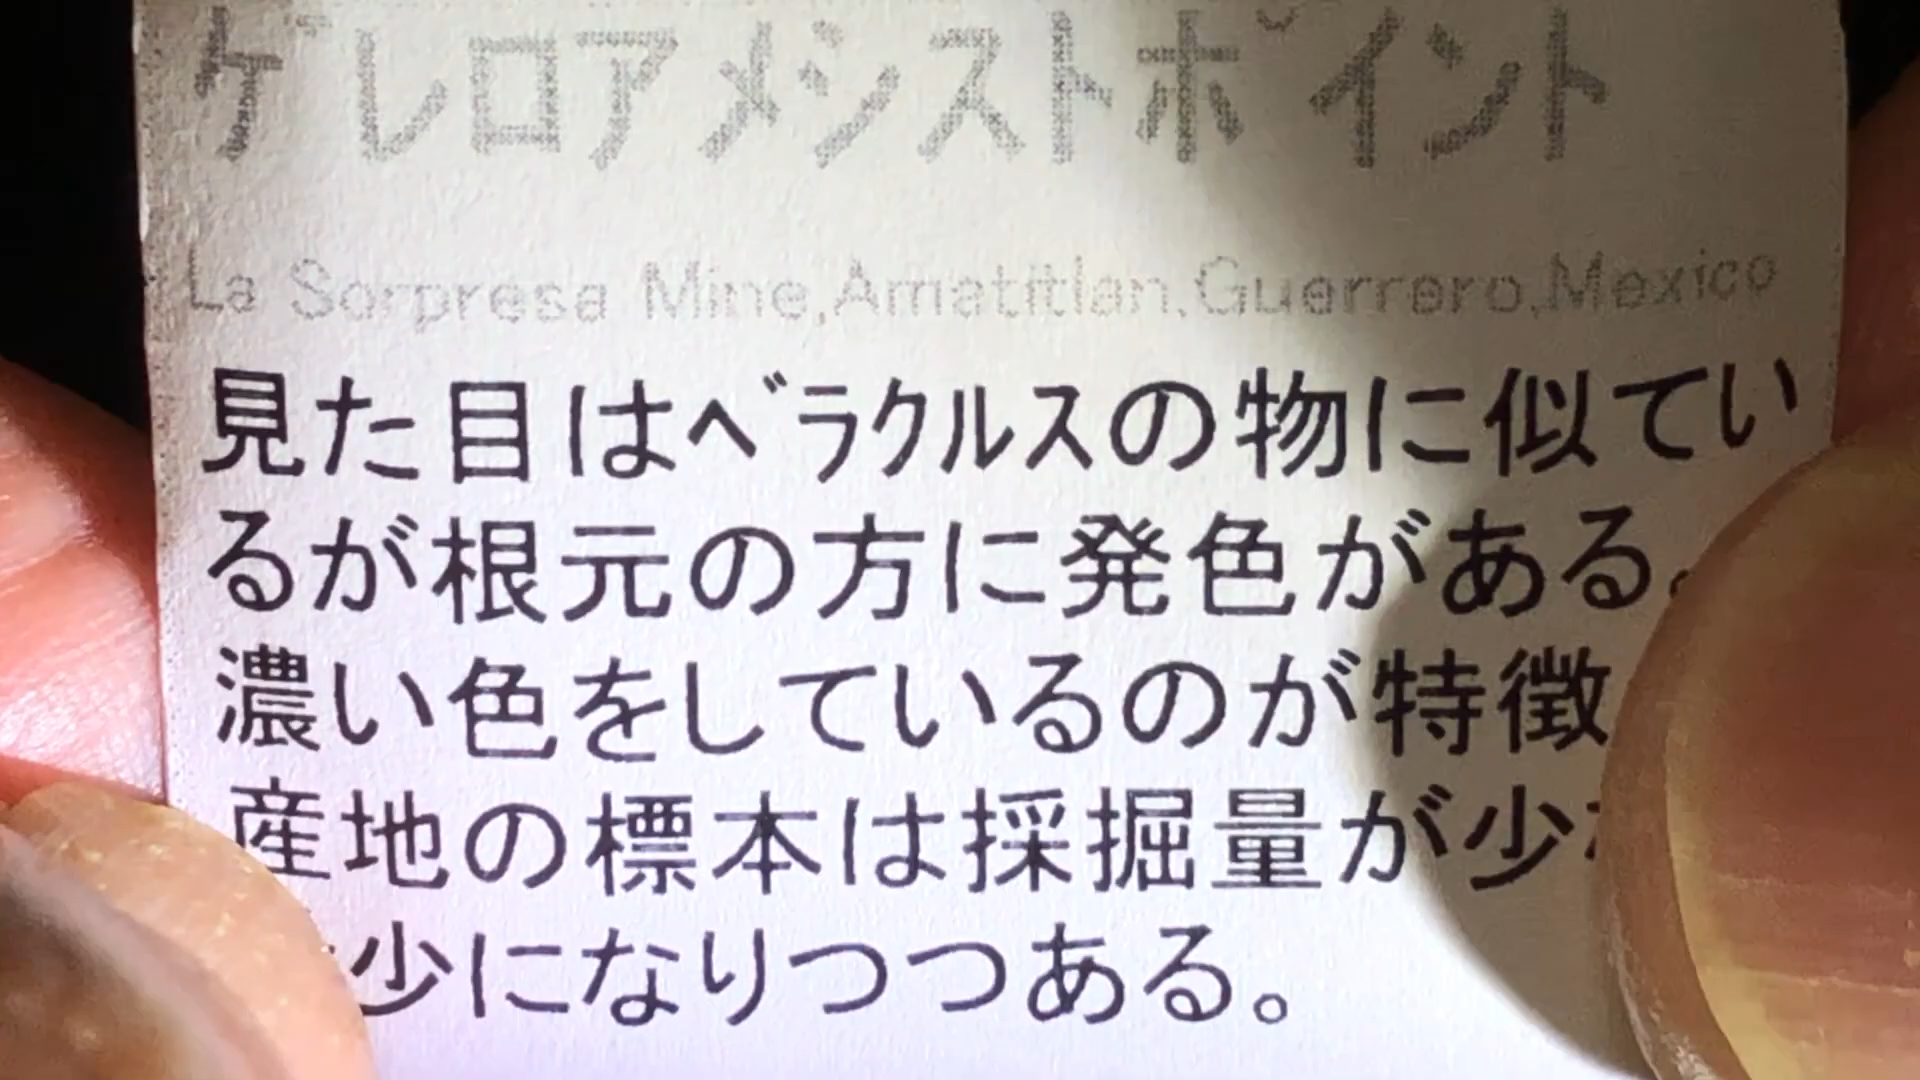 ゲレロアメシストポイント
La Sorpresa Mine,Amatitlan,Guerrero,Mexico
見た目はベラクルスの物に似てい
るが根元の方に発色がある。
濃い色をしているのが特徴
産地の標本は採掘量が少
少になりつつある。